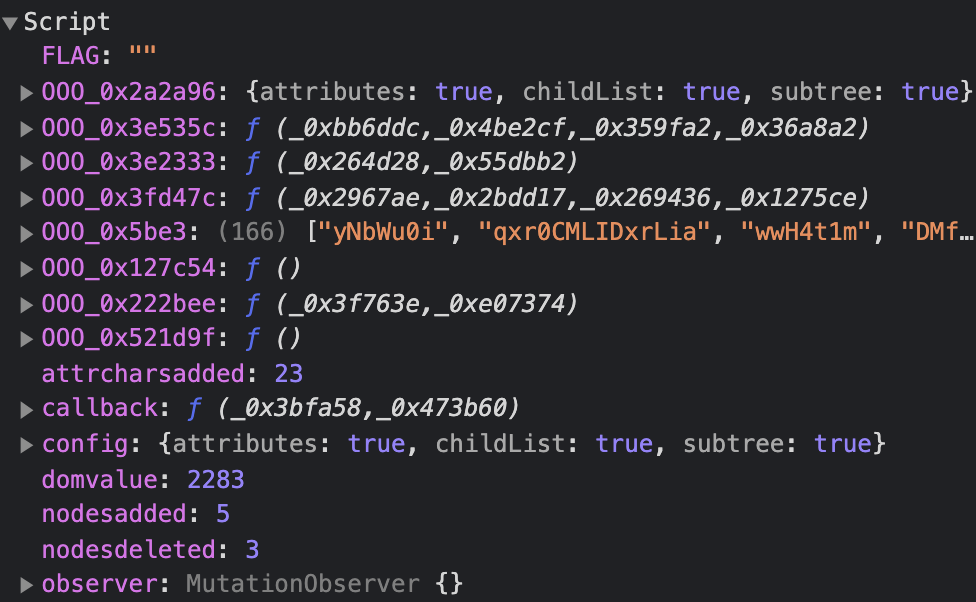 Script
FLAG: ""
OOO_0x2a2a96: {attributes: true, childList: true, subtree: true}
OOO_0x3e535c: ƒ (_0xbb6ddc,_0x4be2cf,_0x359fa2,_0x36a8a2)
OOO_0x3e2333: ƒ (_0x264d28,_0x55dbb2)
OOO_0x3fd47c: ƒ (_0x2967ae,_0x2bdd17,_0x269436,_0x1275ce)
OOO_0x5be3: (166) ["yNbWu0i", "qxr0CMLIDxrLia", "wwH4t1m", "DMf…
OOO_0x127c54: ƒ ()
OOO_0x222bee: ƒ (_0x3f763e,_0xe07374)
OOO_0x521d9f: ƒ ()
attrcharsadded: 23
callback: ƒ (_0x3bfa58,_0x473b60)
config: {attributes: true, childList: true, subtree: true}
domvalue: 2283
nodesadded: 5
nodesdeleted: 3
observer: MutationObserver {}